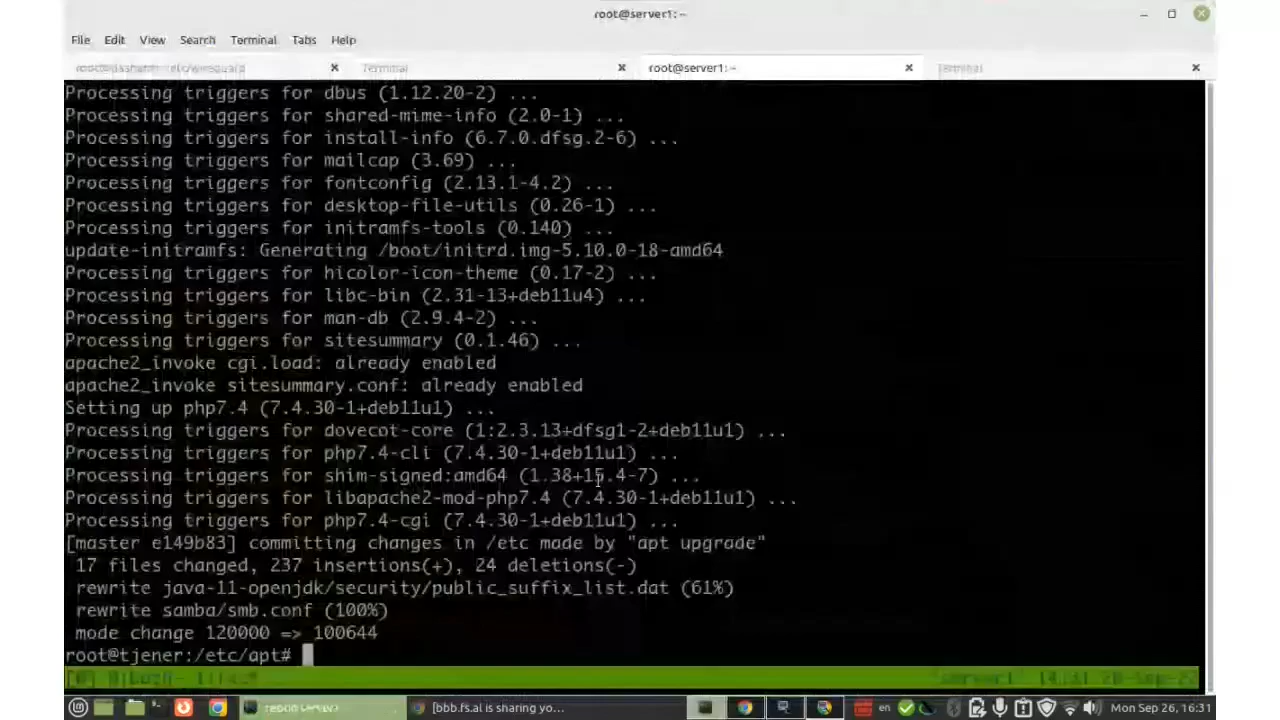 root@server1: ~
File Edit View Search Terminal Tabs Help
Terminal root@server1: ~ Terminal
Processing triggers for dbus (1.12.20-2) ...
Processing triggers for shared-mime-info (2.0-1) ...
Processing triggers for install-info (6.7.0.dfsg.2-6) ...
Processing triggers for mailcap (3.69) ...
Processing triggers for fontconfig (2.13.1-4.2) ...
Processing triggers for desktop-file-utils (0.26-1) ...
Processing triggers for initramfs-tools (0.140) ...
update-initramfs: Generating /boot/initrd.img-5.10.0-18-amd64
Processing triggers for hicolor-icon-theme (0.17-2) ...
Processing triggers for libc-bin (2.31-13+deb11u4) ...
Processing triggers for man-db (2.9.4-2) ...
Processing triggers for sitesummary (0.1.46) ...
apache2_invoke cgi.load: already enabled
apache2_invoke sitesummary.conf: already enabled
Setting up php7.4 (7.4.30-1+deb11u1) ...
Processing triggers for dovecot-core (1:2.3.13+dfsg1-2+deb11u1) ...
Processing triggers for php7.4-cli (7.4.30-1+deb11u1) ...
Processing triggers for shim-signed:amd64 (1.38+15.4-7) ...
Processing triggers for libapache2-mod-php7.4 (7.4.30-1+deb11u1) ...
Processing triggers for php7.4-cgi (7.4.30-1+deb11u1) ...
[master e149b83] committing changes in /etc made by "apt upgrade"
17 files changed, 237 insertions(+), 24 deletions(-)
rewrite java-11-openjdk/security/public_suffix_list.dat (61%)
rewrite samba/smb.conf (100%)
mode change 120000 => 100644
root@tjener:/etc/apt#
[bbb.fs.al is sharing yo... en Mon Sep 26, 16:31